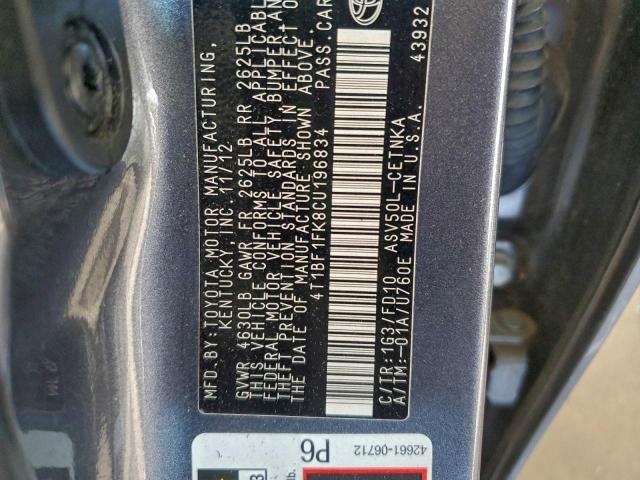 MFD. BY: TOYOTA MOTOR MANUFACTURING,
KENTUCKY, INC. 11/12
GVWR 4630LB GAWR FR 2625LB RR 2625LB
THIS VEHICLE CONFORMS TO ALL APPLICABLE
FEDERAL MOTOR VEHICLE SAFETY, BUMPER AN
THEFT PREVENTION STANDARDS IN EFFECT O
THE DATE OF MANUFACTURE SHOWN ABOVE.
4T1BF1FK8CU196834 PASS. CAR
43932
C/TR:1G3/FD10 ASV50L-CETNKA
A/TM:-01A/U760E MADE IN U.S.A.
P6 42661-06712